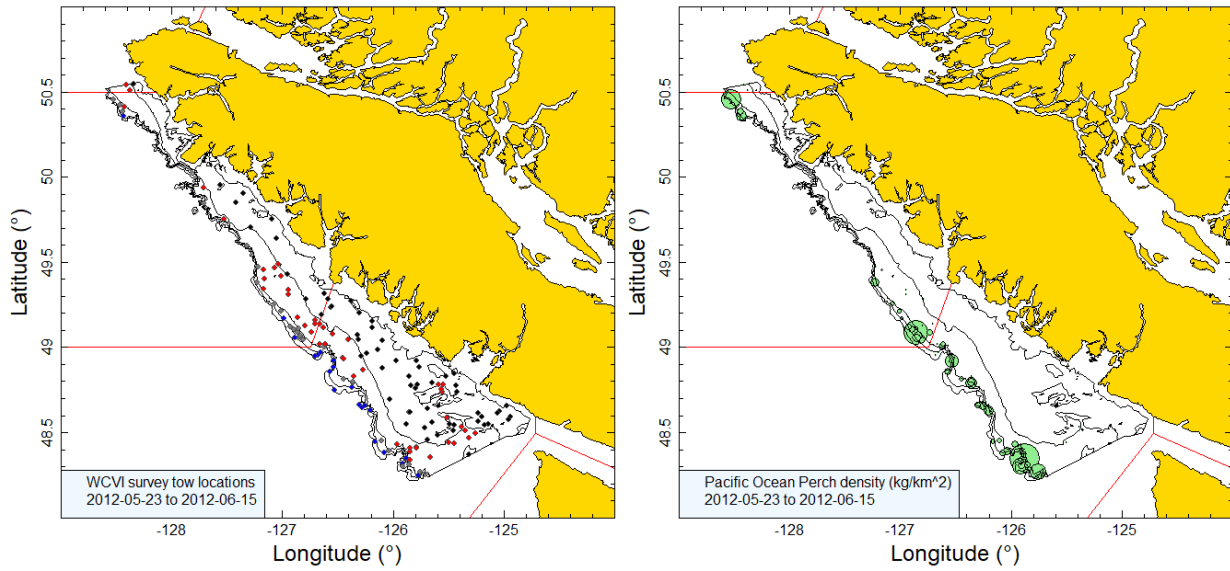 50.5
50
49.5
49
48.5
Latitude (°)
WCVI survey tow locations
2012-05-23 to 2012-06-15
-128
-127
-126
-125
Longitude (°)
50.5
50
49.5
49
48.5
Latitude (°)
Pacific Ocean Perch density (kg/km^2)
2012-05-23 to 2012-06-15
-128
-127
-126
-125
Longitude (°)